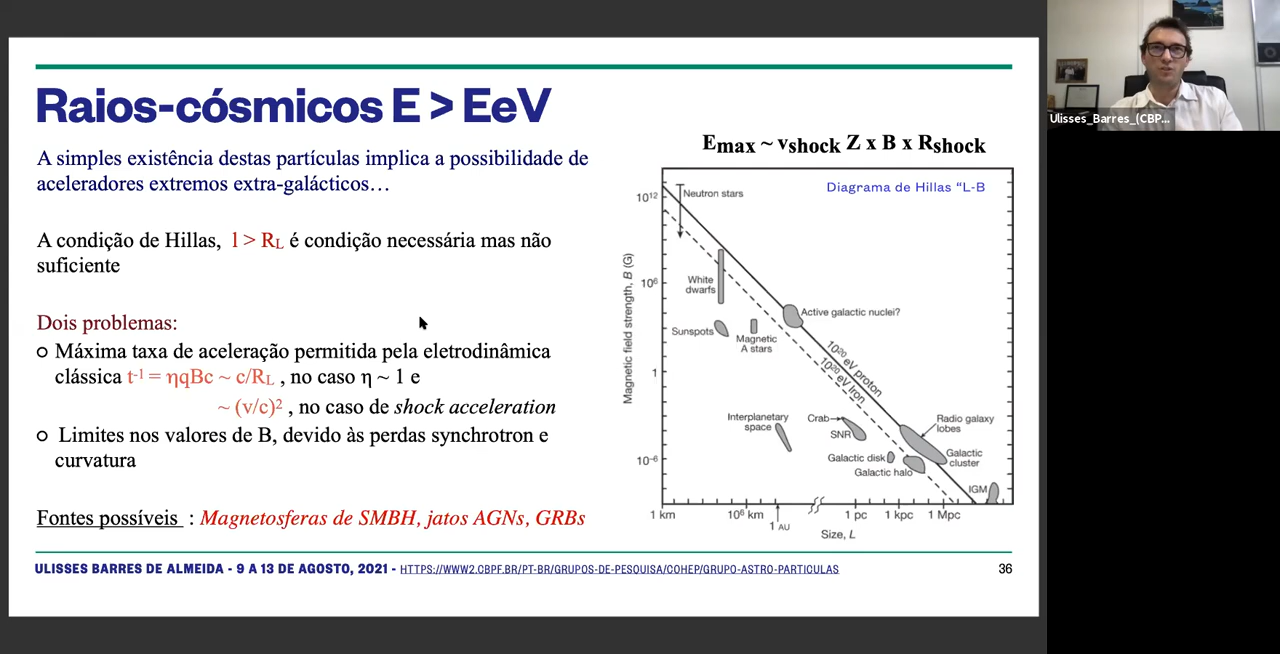 Raios-cósmicos E > EeV
A simples existência destas partículas implica a possibilidade de
aceleradores extremos extra-galácticos…
A condição de Hillas, l > RL é condição necessária mas não
suficiente
Dois problemas:
Máxima taxa de aceleração permitida pela eletrodinâmica
clássica t-1 = ηqBc ~ c/RL , no caso η ~ 1 e
~ (v/c)2 , no caso de shock acceleration
Limites nos valores de B, devido às perdas synchrotron e
curvatura
Fontes possíveis : Magnetosferas de SMBH, jatos AGNs, GRBs
Emax ~ vshock Z x B x Rshock
Diagrama de Hillas “L-B
Magnetic field strength, B (G)
1012
106
1
10-6
Neutron stars
White
dwarfs
Active galactic nuclei?
Sunspots
Magnetic
A stars
1020 eV proton
1020 eV Iron
Interplanetary
space
Crab
SNR
Radio galaxy
lobes
Galactic disk
Galactic
cluster
Galactic halo
IGM
1 km
106 km
1 AU
1 pc
1 kpc
1 Mpc
Size, L
ULISSES BARRES DE ALMEIDA - 9 A 13 DE AGOSTO, 2021 - HTTPS://WWW2.CBPF.BR/PT-BR/GRUPOS-DE-PESQUISA/COHEP/GRUPO-ASTRO-PARTICULAS
36
Ulisses_Barres_(CBP...